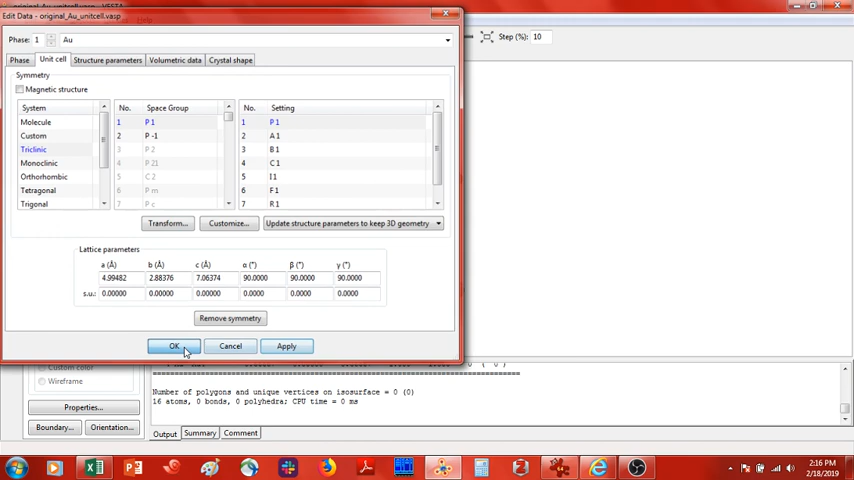 original_Au_unitcell.vasp - VESTA
Edit Data - original_Au_unitcell.vasp
Phase: 1 Au
Step (%): 10
Phase Unit cell Structure parameters Volumetric data Crystal shape
Symmetry
Magnetic structure
System No. Space Group No. Setting
Molecule 1 P 1 1 P 1
Custom 2 P -1 2 A 1
Triclinic 3 P 2 3 B 1
Monoclinic 4 P 21 4 C 1
Orthorhombic 5 C 2 5 I 1
Tetragonal 6 P m 6 F 1
Trigonal 7 P c 7 R 1
Transform... Customize... Update structure parameters to keep 3D geometry
Lattice parameters
a (Å) b (Å) c (Å) α (°) β (°) γ (°)
4.99482 2.88376 7.06374 90.0000 90.0000 90.0000
s.u.: 0.00000 0.00000 0.00000 0.0000 0.0000 0.0000
Remove symmetry
OK Cancel Apply
Custom color
Wireframe
Properties...
Boundary... Orientation...
Number of polygons and unique vertices on isosurface = 0 (0)
16 atoms, 0 bonds, 0 polyhedra; CPU time = 0 ms
Output Summary Comment
2:16 PM
2/18/2019